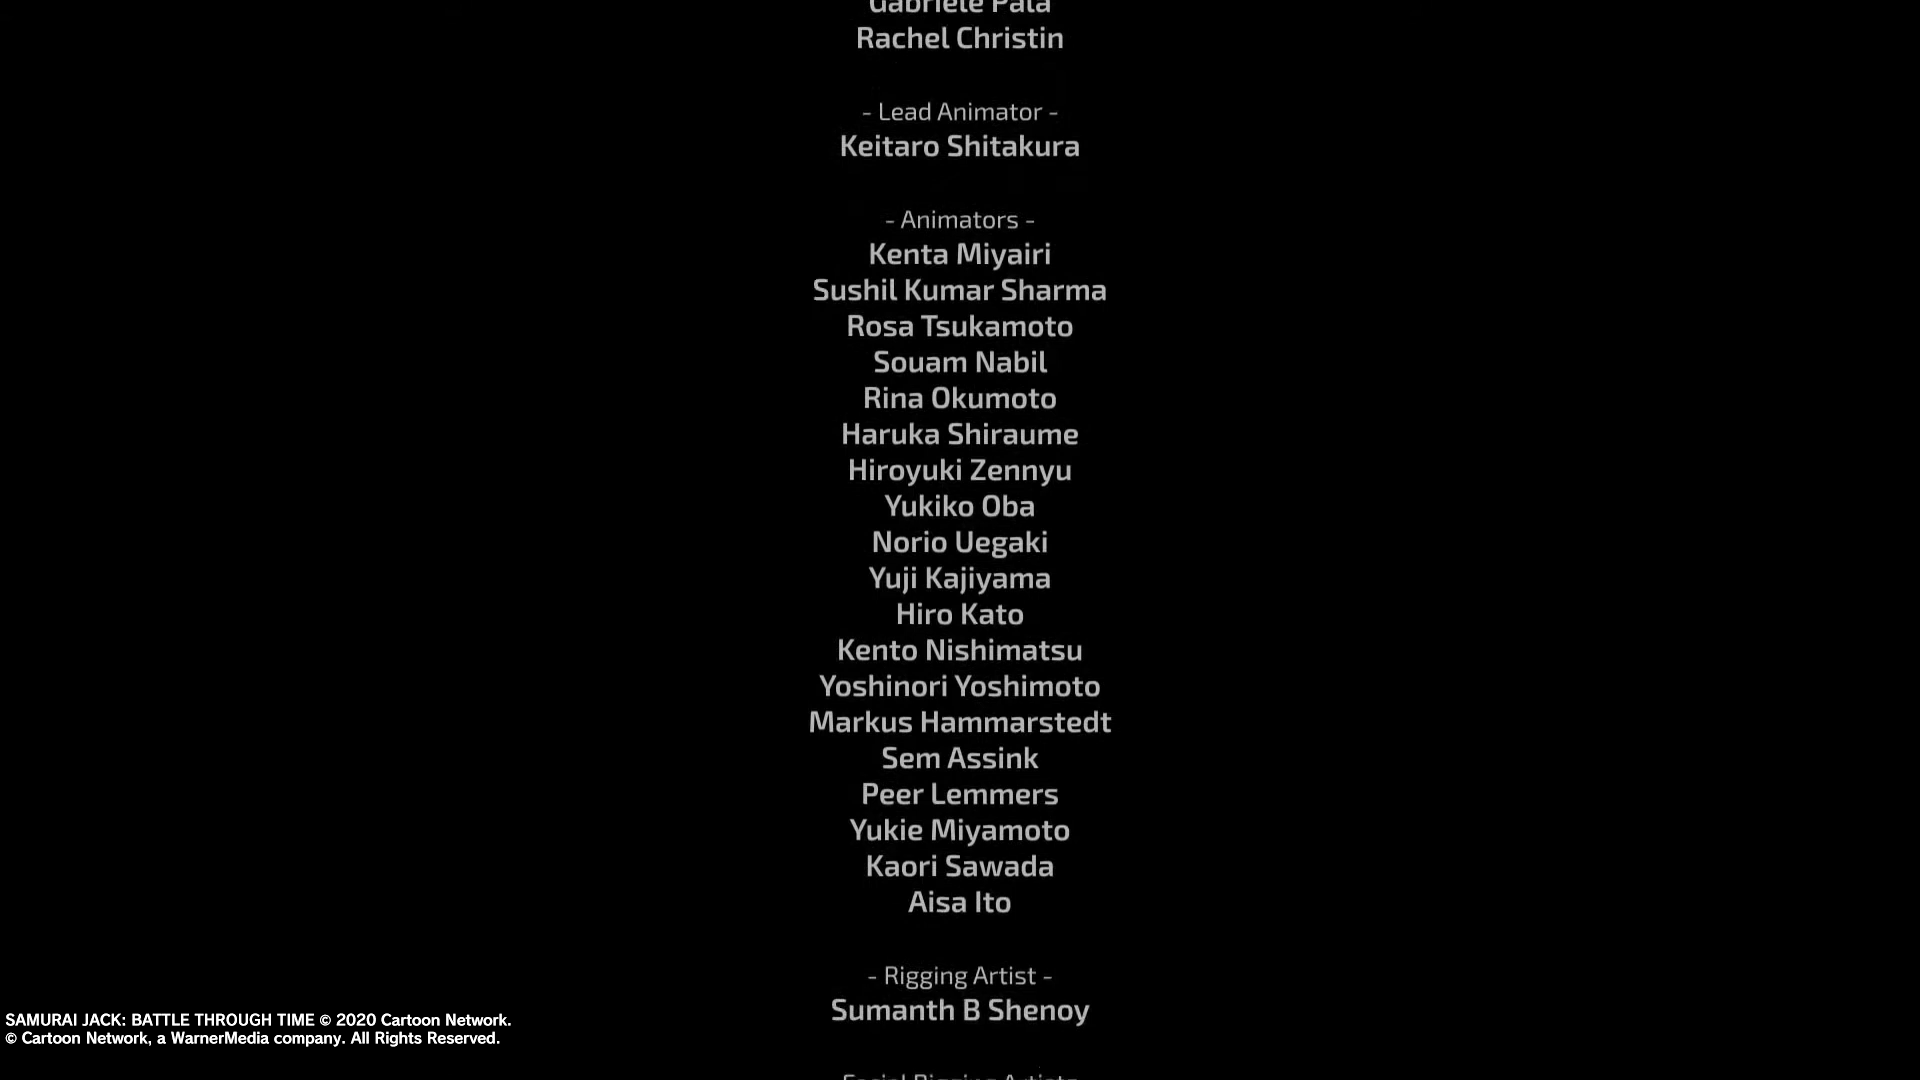 Gabriele Pala
Rachel Christin
- Lead Animator -
Keitaro Shitakura
- Animators -
Kenta Miyairi
Sushil Kumar Sharma
Rosa Tsukamoto
Souam Nabil
Rina Okumoto
Haruka Shiraume
Hiroyuki Zennyu
Yukiko Oba
Norio Uegaki
Yuji Kajiyama
Hiro Kato
Kento Nishimatsu
Yoshinori Yoshimoto
Markus Hammarstedt
Sem Assink
Peer Lemmers
Yukie Miyamoto
Kaori Sawada
Aisa Ito
- Rigging Artist -
Sumanth B Shenoy
SAMURAI JACK: BATTLE THROUGH TIME © 2020 Cartoon Network.
© Cartoon Network, a WarnerMedia company. All Rights Reserved.